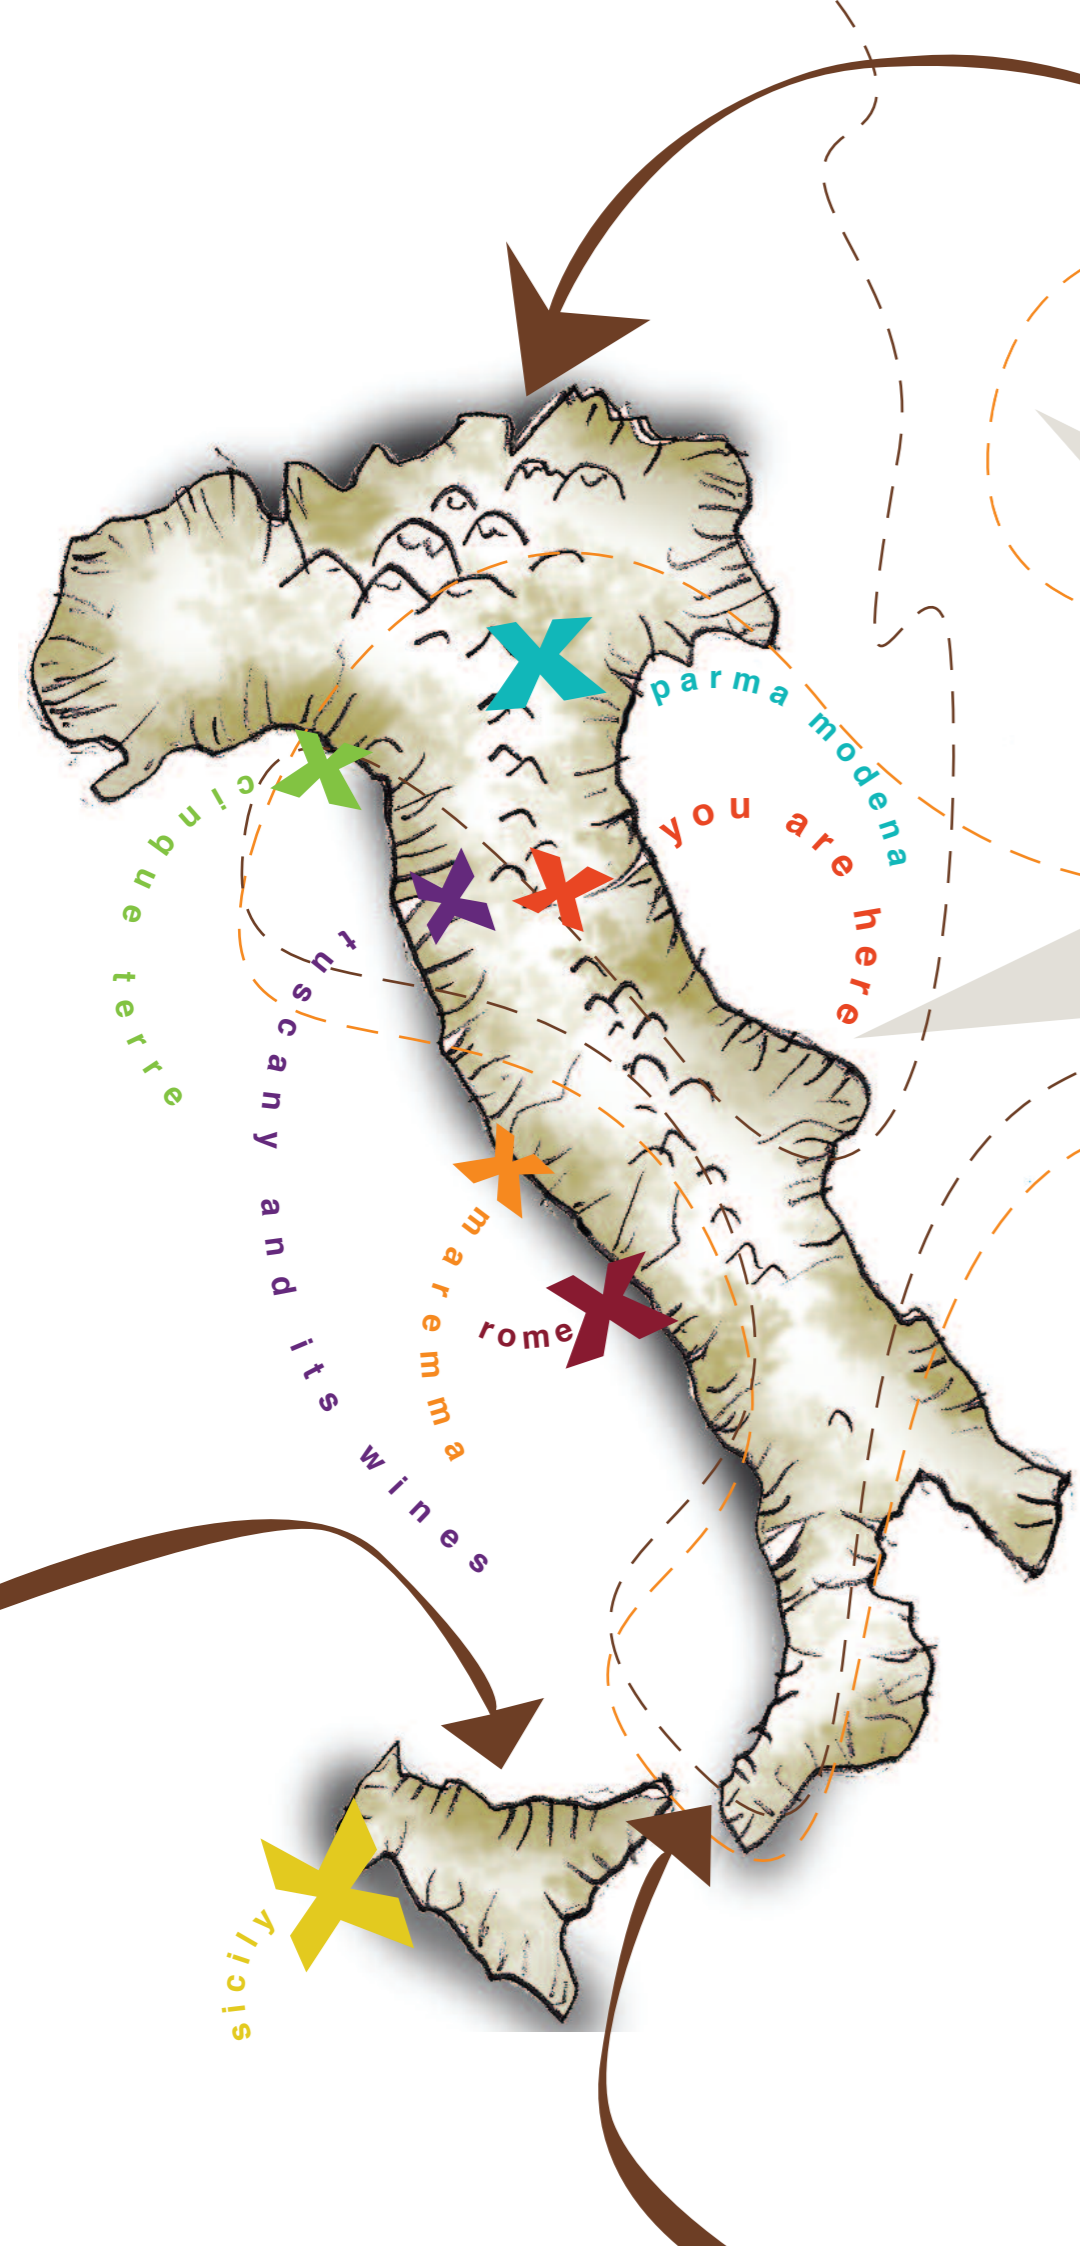 parma modena
you are here
cinque terre
tuscany and its wines
maremma
rome
sicily